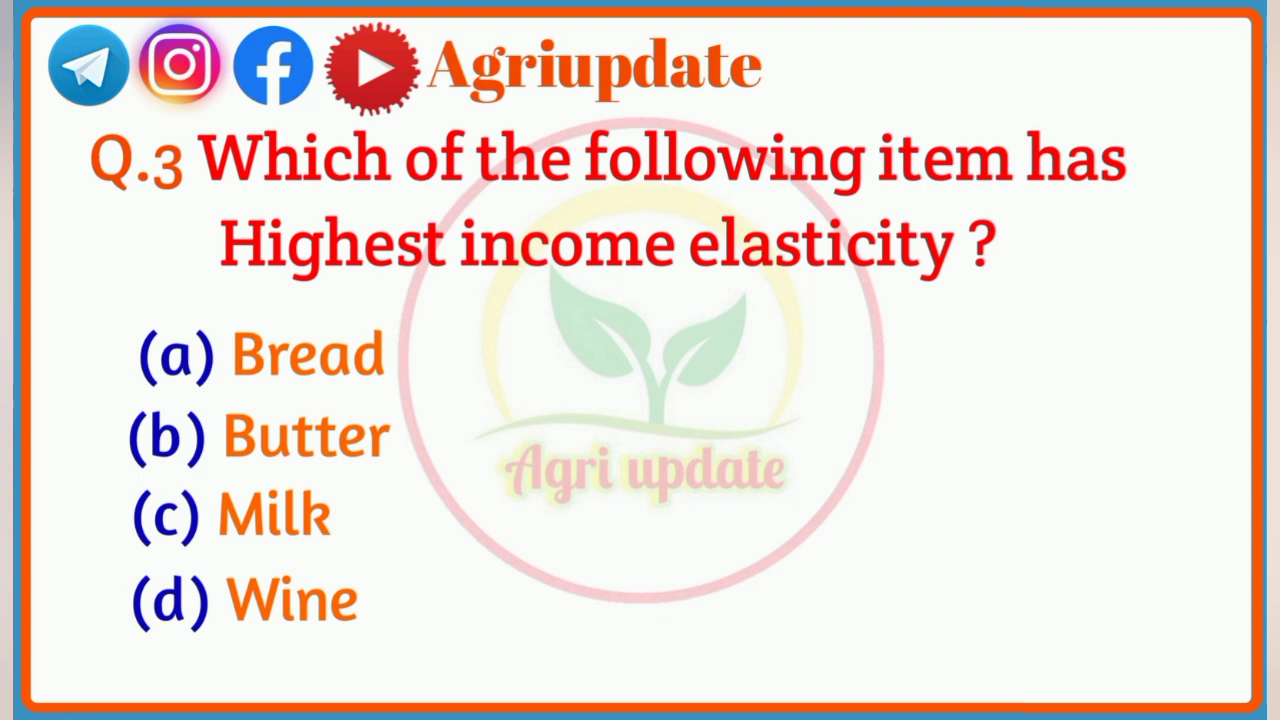 Agriupdate
Q.3 Which of the following item has
Highest income elasticity ?
(a) Bread
(b) Butter
(c) Milk
(d) Wine
Agri update